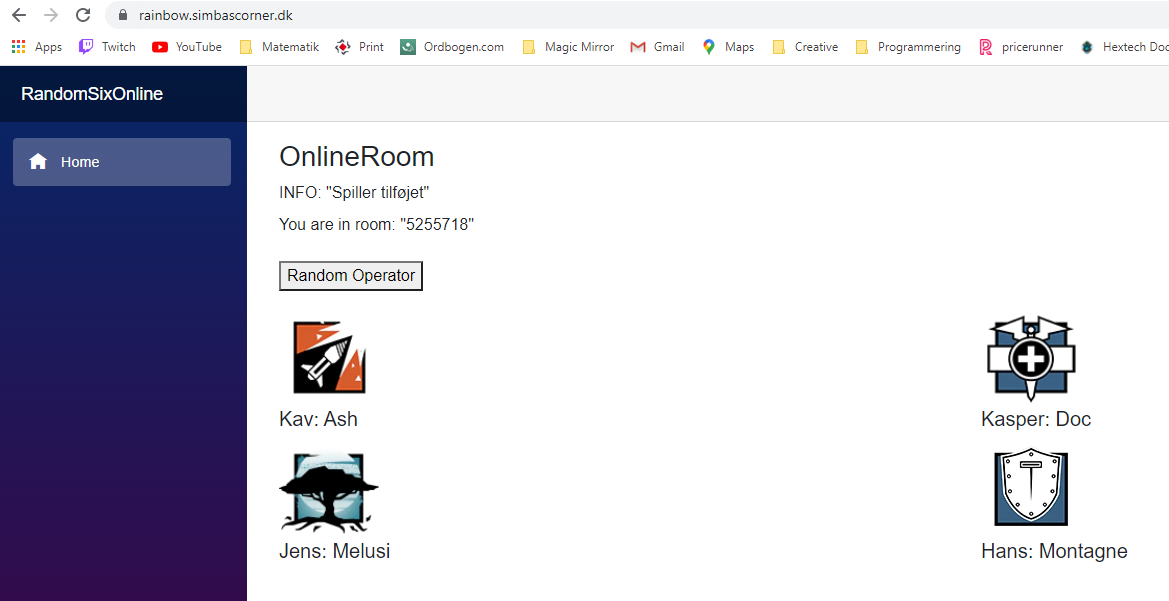 rainbow.simbascorner.dk
Apps Twitch YouTube Matematik Print Ordbogen.com Magic Mirror Gmail Maps Creative Programmering pricerunner Hextech Doc
RandomSixOnline
Home
OnlineRoom
INFO: "Spiller tilføjet"
You are in room: "5255718"
Random Operator
Kav: Ash
Kasper: Doc
Jens: Melusi
Hans: Montagne